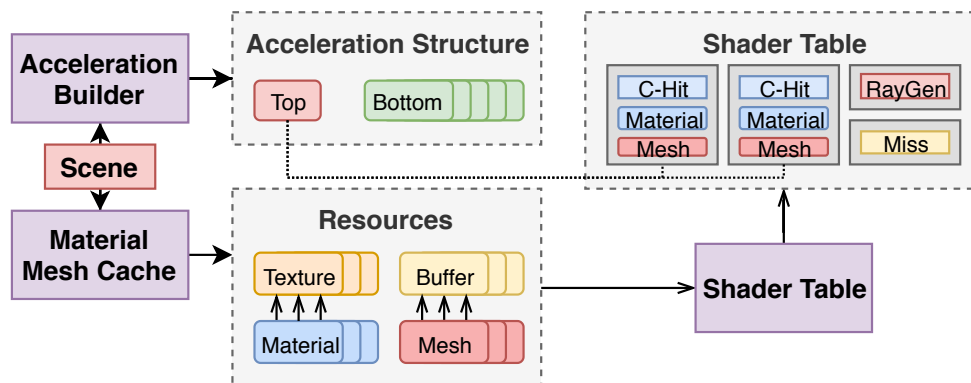 Acceleration
Builder
Scene
Material
Mesh Cache
Acceleration Structure
Top
Bottom
Resources
Texture
Buffer
Material
Mesh
Shader Table
C-Hit
Material
Mesh
C-Hit
Material
Mesh
RayGen
Miss
Shader Table